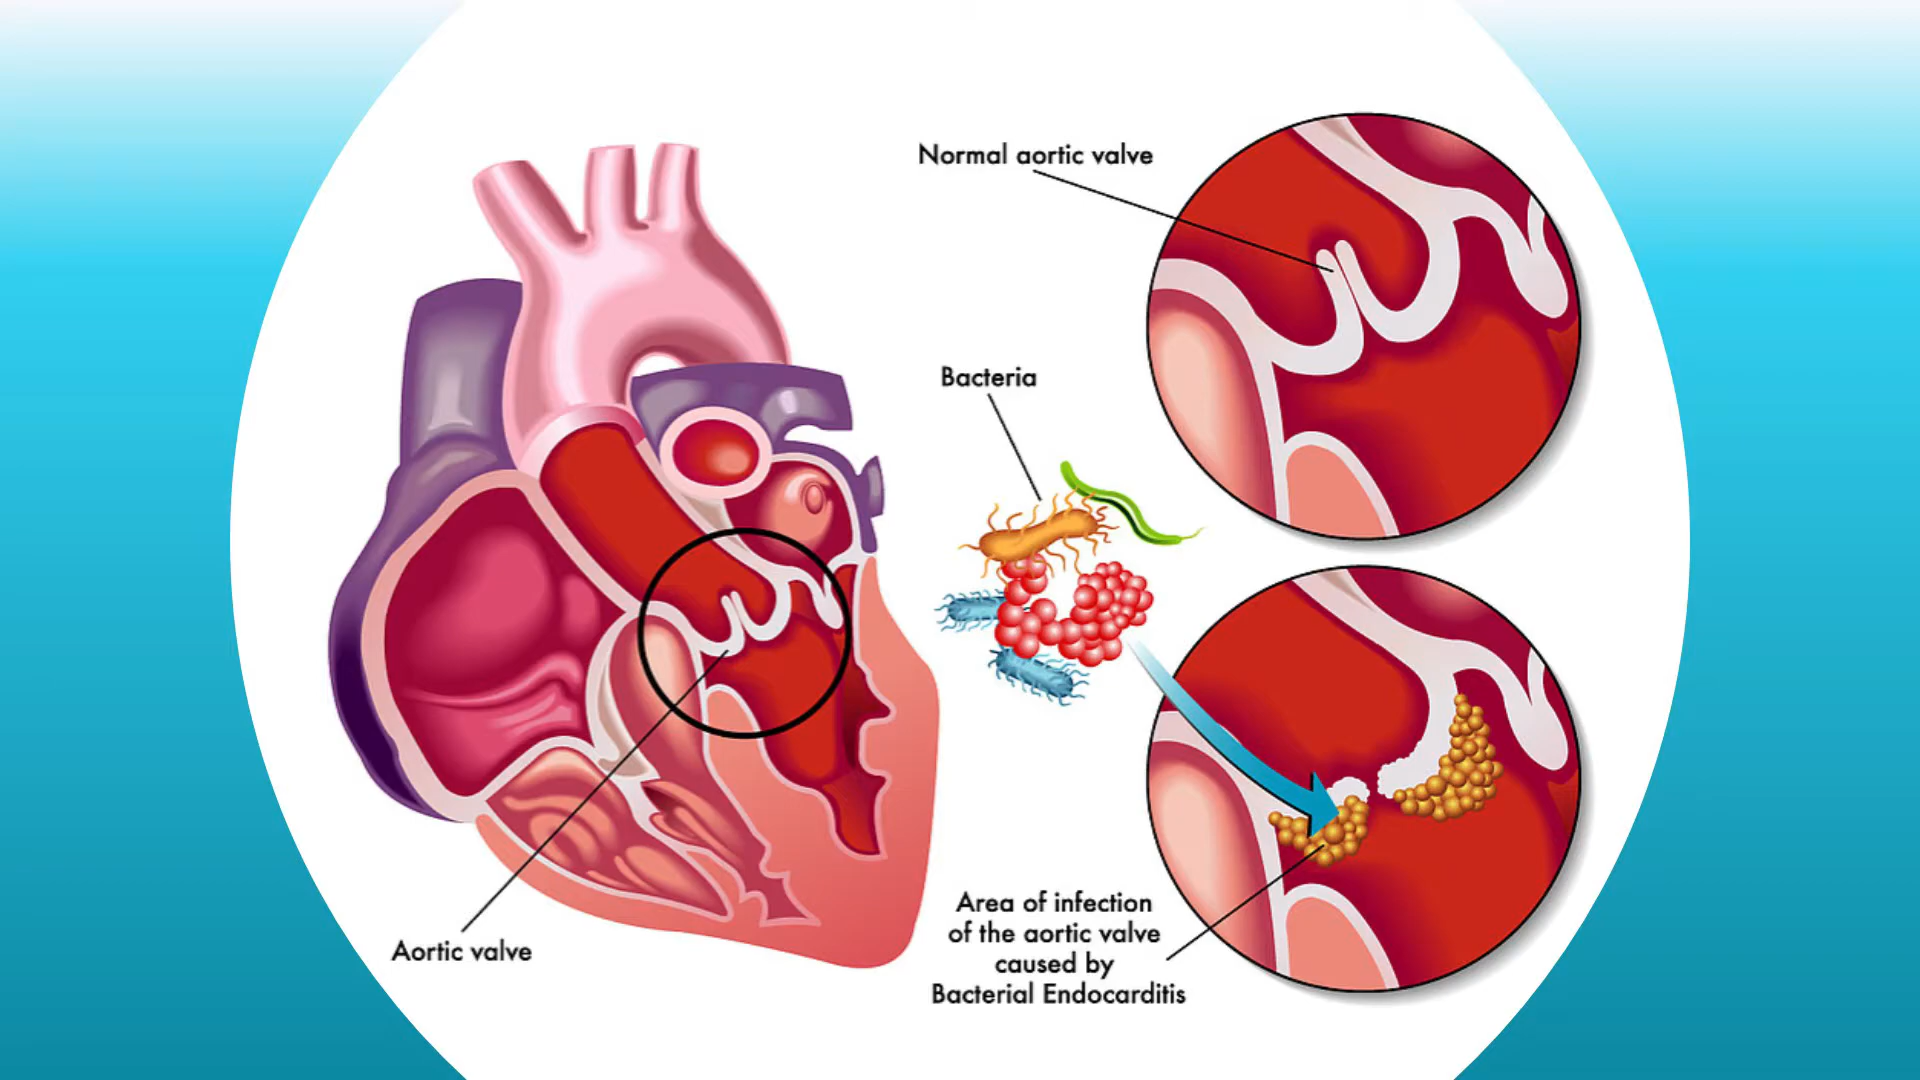 Normal aortic valve
Bacteria
Aortic valve
Area of infection
of the aortic valve
caused by
Bacterial Endocarditis